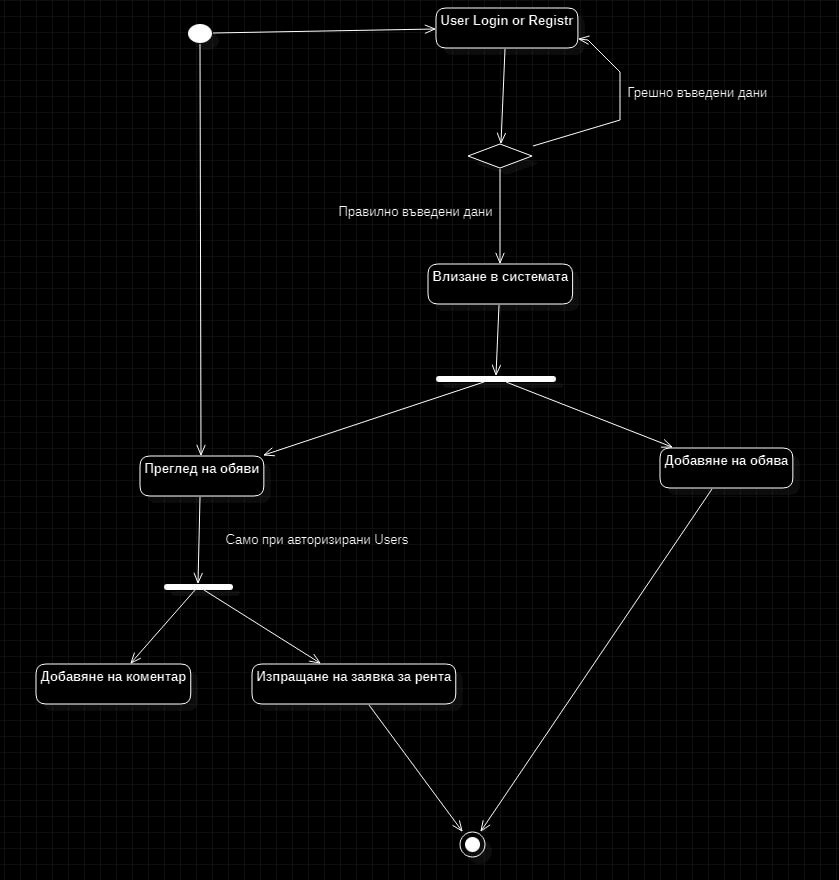 User Login or Registr
Грешно въведени дани
Правилно въведени дани
Влизане в системата
Преглед на обяви
Добавяне на обява
Само при авторизирани Users
Добавяне на коментар
Изпращане на заявка за рента